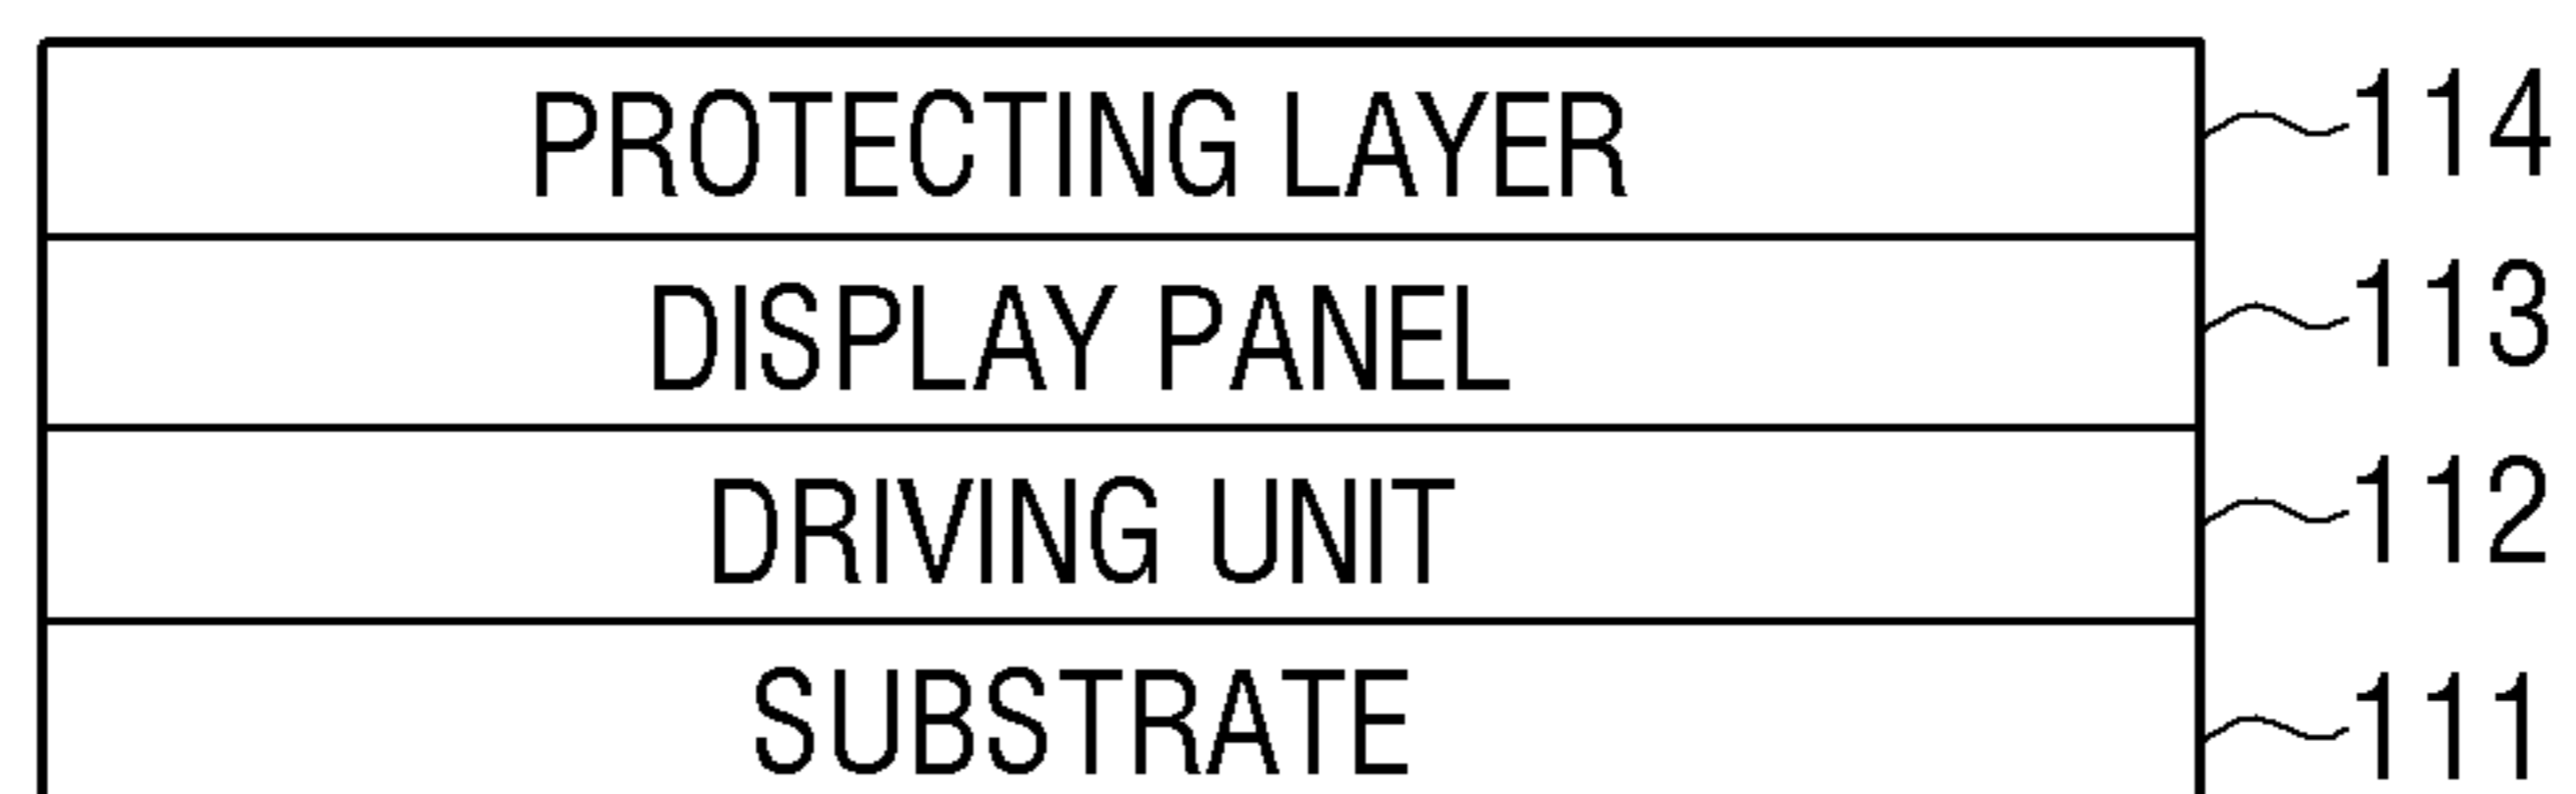 PROTECTING LAYER 114
DISPLAY PANEL 113
DRIVING UNIT 112
SUBSTRATE 111